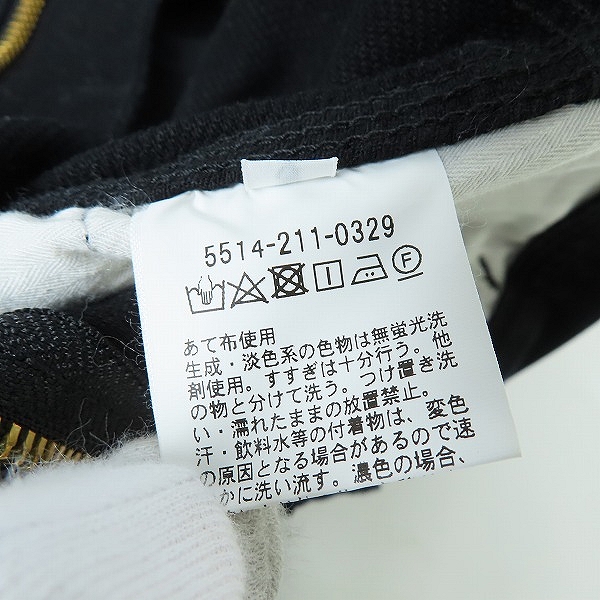 5514-211-0329
F
あて布使用
生成・淡色系の色物は無蛍光洗
剤使用。すすぎは十分行う。他
の物と分けて洗う。つけ置き洗
い・濡れたままの放置禁止。
汗・飲料水等の付着物は、変色
の原因となる場合があるので速
かに洗い流す。濃色の場合、